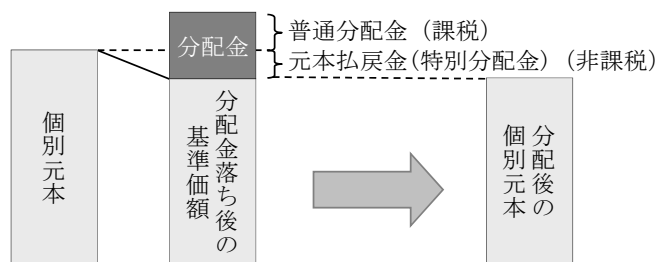 普通分配金（課税）
分配金
元本払戻金(特別分配金)（非課税）
個別元本
分配金落ち後の
基準価額
分配後の
個別元本